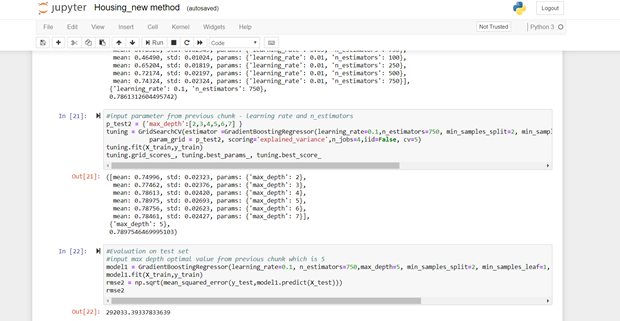 jupyter Housing_new method (autosaved)
Logout
File Edit View Insert Cell Kernel Widgets Help
Not Trusted
Python 3
Run
Code
mean: 0.46490, std: 0.01024, params: {'learning_rate': 0.01, 'n_estimators': 100},
mean: 0.65204, std: 0.01819, params: {'learning_rate': 0.01, 'n_estimators': 250},
mean: 0.72174, std: 0.02197, params: {'learning_rate': 0.01, 'n_estimators': 500},
mean: 0.74324, std: 0.02324, params: {'learning_rate': 0.01, 'n_estimators': 750}],
{'learning_rate': 0.1, 'n_estimators': 750},
0.7861312604495742)
In [21]:
#input parameter from previous chunk - learning rate and n_estimators
p_test2 = {'max_depth':[2,3,4,5,6,7] }
tuning = GridSearchCV(estimator =GradientBoostingRegressor(learning_rate=0.1,n_estimators=750, min_samples_split=2, min_sampl
param_grid = p_test2, scoring='explained_variance',n_jobs=4,iid=False, cv=5)
tuning.fit(X_train,y_train)
tuning.grid_scores_, tuning.best_params_, tuning.best_score_
Out[21]:
([mean: 0.74996, std: 0.02323, params: {'max_depth': 2},
mean: 0.77462, std: 0.02376, params: {'max_depth': 3},
mean: 0.78613, std: 0.02420, params: {'max_depth': 4},
mean: 0.78975, std: 0.02693, params: {'max_depth': 5},
mean: 0.78756, std: 0.02623, params: {'max_depth': 6},
mean: 0.78461, std: 0.02427, params: {'max_depth': 7}],
{'max_depth': 5},
0.7897546469995103)
In [22]:
#Evaluation on test set
#input max depth optimal value from previous chunk which is 5
model1 = GradientBoostingRegressor(learning_rate=0.1, n_estimators=750,max_depth=5, min_samples_split=2, min_samples_leaf=1,
model1.fit(X_train,y_train)
rmse2 = np.sqrt(mean_squared_error(y_test,model1.predict(X_test)))
rmse2
Out[22]:
292033.39337833639